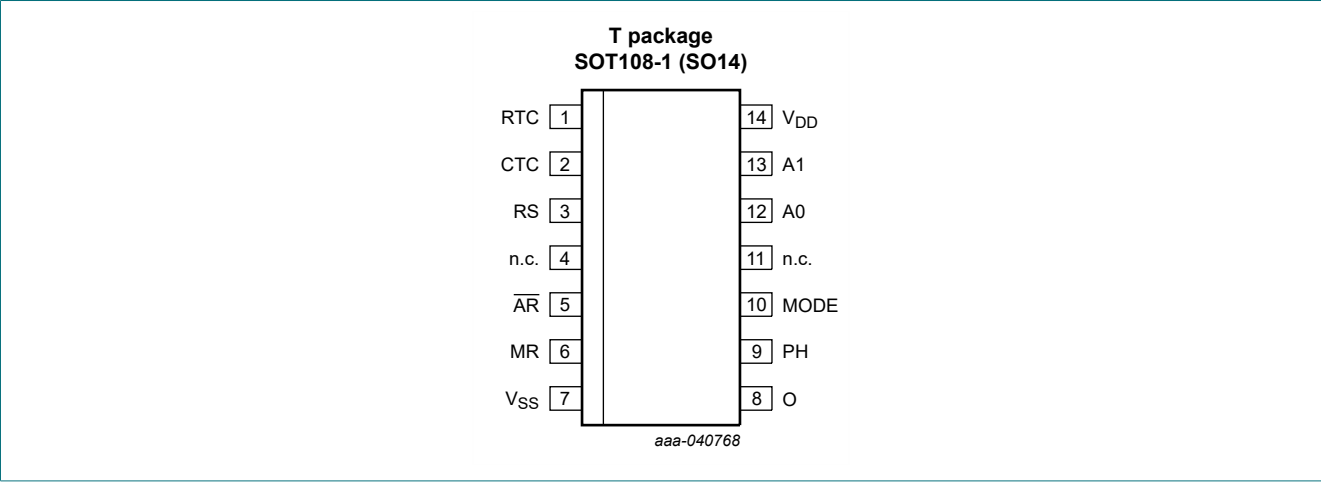 T package
SOT108-1 (SO14)
RTC 1 14 VDD
CTC 2 13 A1
RS 3 12 A0
n.c. 4 11 n.c.
A̅R̅ 5 10 MODE
MR 6 9 PH
VSS 7 8 O
aaa-040768